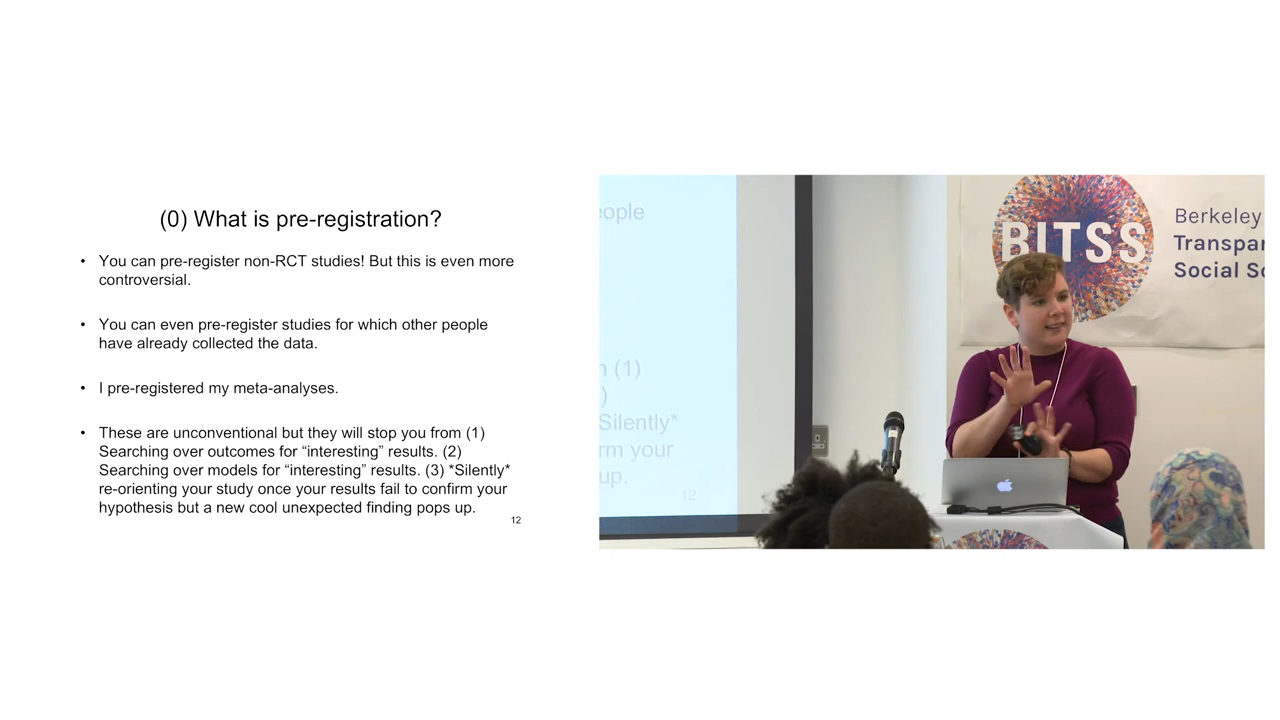 (0) What is pre-registration?
• You can pre-register non-RCT studies! But this is even more
controversial.
• You can even pre-register studies for which other people
have already collected the data.
• I pre-registered my meta-analyses.
• These are unconventional but they will stop you from (1)
Searching over outcomes for “interesting” results. (2)
Searching over models for “interesting” results. (3) *Silently*
re-orienting your study once your results fail to confirm your
hypothesis but a new cool unexpected finding pops up.
12
eople
(1)
)
Silently*
rm your
up.
12
BITSS
Berkeley
Transpar
Social Sc